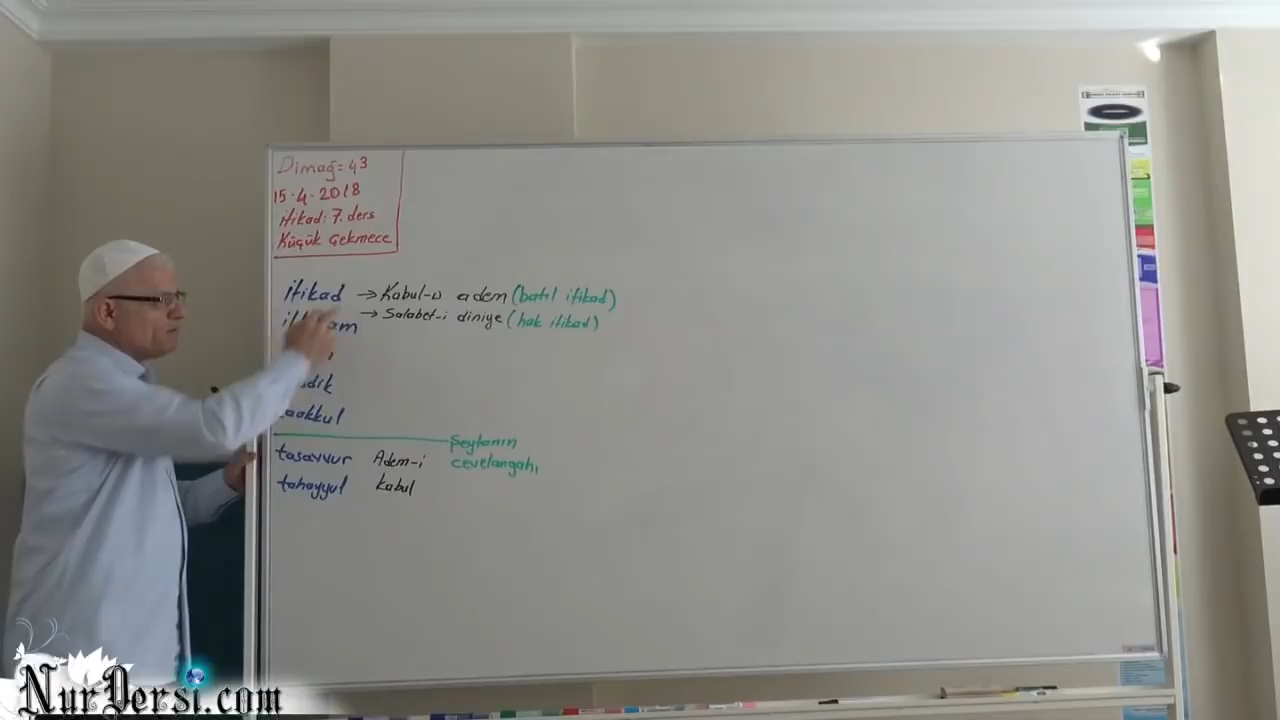 Dimağ = 43
15.4.2018
İtikad: 7. ders
Küçük Çekmece
itikad → Kabul-u adem (batıl itikad)
→ Salabet-i diniye (hak itikad)
taakkul
tasavvur Adem-i
tahayyul kabul
Şeytanın
cevelangahı
NurDersi.com